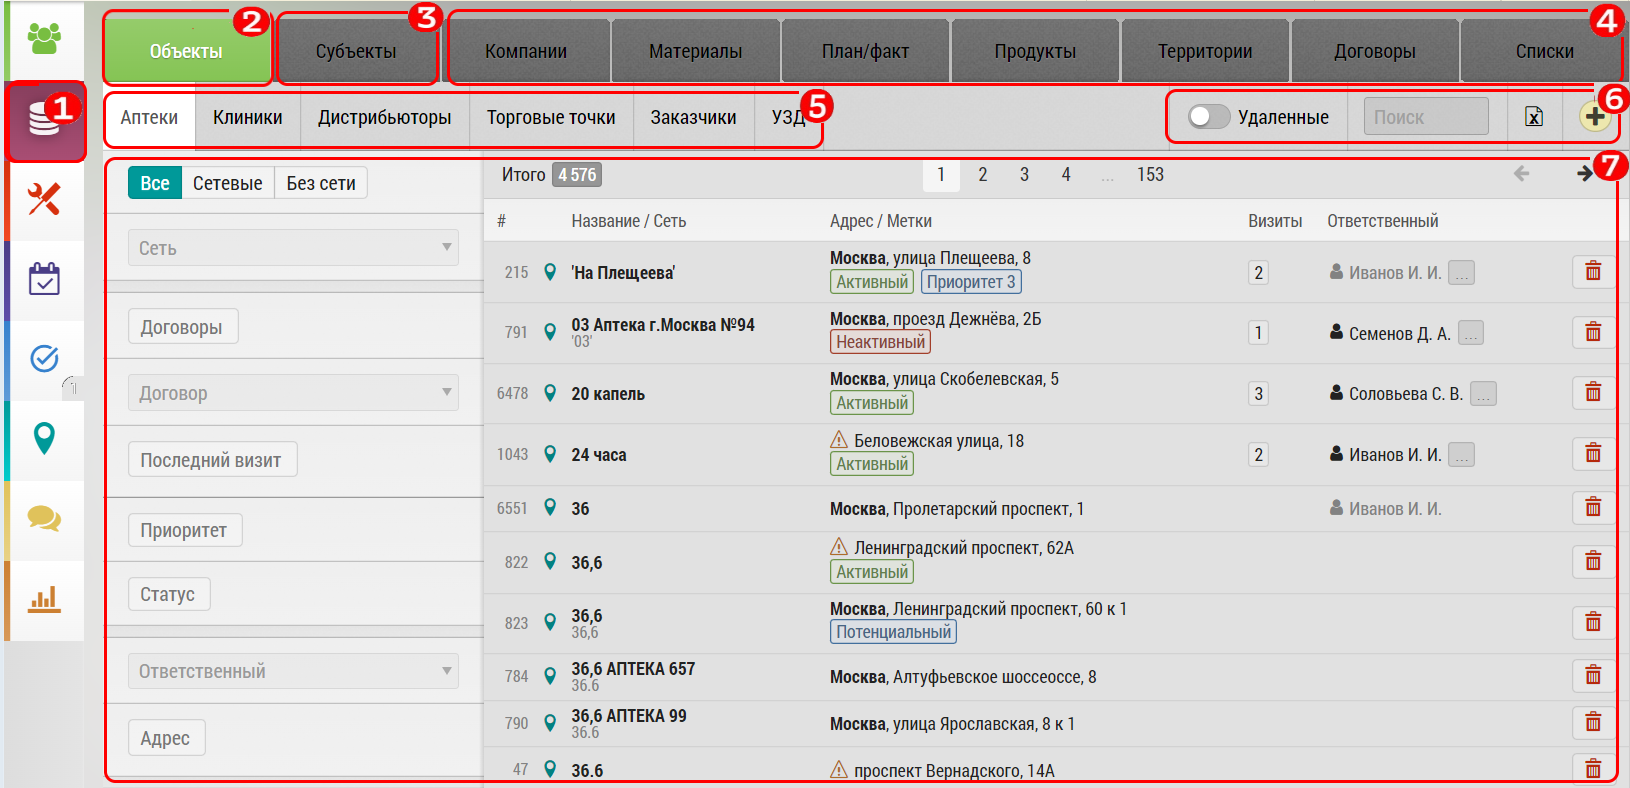 2 3 4
Объекты Субъекты Компании Материалы План/факт Продукты Территории Договоры Списки
1 5 6
Аптеки Клиники Дистрибьюторы Торговые точки Заказчики УЗД Удаленные Поиск
7
Все Сетевые Без сети Итого 4 576 1 2 3 4 ... 153
# Название / Сеть Адрес / Метки Визиты Ответственный
Сеть
Договоры
Договор
Последний визит
Приоритет
Статус
Ответственный
Адрес
215 'На Плещеева' Москва, улица Плещеева, 8 2 Иванов И. И. ...
Активный Приоритет 3
791 03 Аптека г.Москва №94 Москва, проезд Дежнёва, 2Б 1 Семенов Д. А. ...
'03' Неактивный
6478 20 капель Москва, улица Скобелевская, 5 3 Соловьева С. В. ...
Активный
1043 24 часа Беловежская улица, 18 2 Иванов И. И. ...
Активный
6551 36 Москва, Пролетарский проспект, 1 Иванов И. И.
822 36,6 Ленинградский проспект, 62А
Активный
823 36,6 Москва, Ленинградский проспект, 60 к 1
36,6 Потенциальный
784 36,6 АПТЕКА 657 Москва, Алтуфьевское шоссеоссе, 8
36.6
790 36,6 АПТЕКА 99 Москва, улица Ярославская, 8 к 1
36.6
47 36.6 проспект Вернадского, 14А